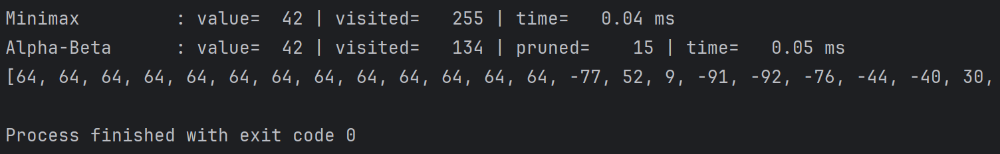 Minimax         : value=  42 | visited=   255 | time=   0.04 ms
Alpha-Beta      : value=  42 | visited=   134 | pruned=    15 | time=   0.05 ms
[64, 64, 64, 64, 64, 64, 64, 64, 64, 64, 64, 64, 64, -77, 52, 9, -91, -92, -76, -44, -40, 30,
Process finished with exit code 0